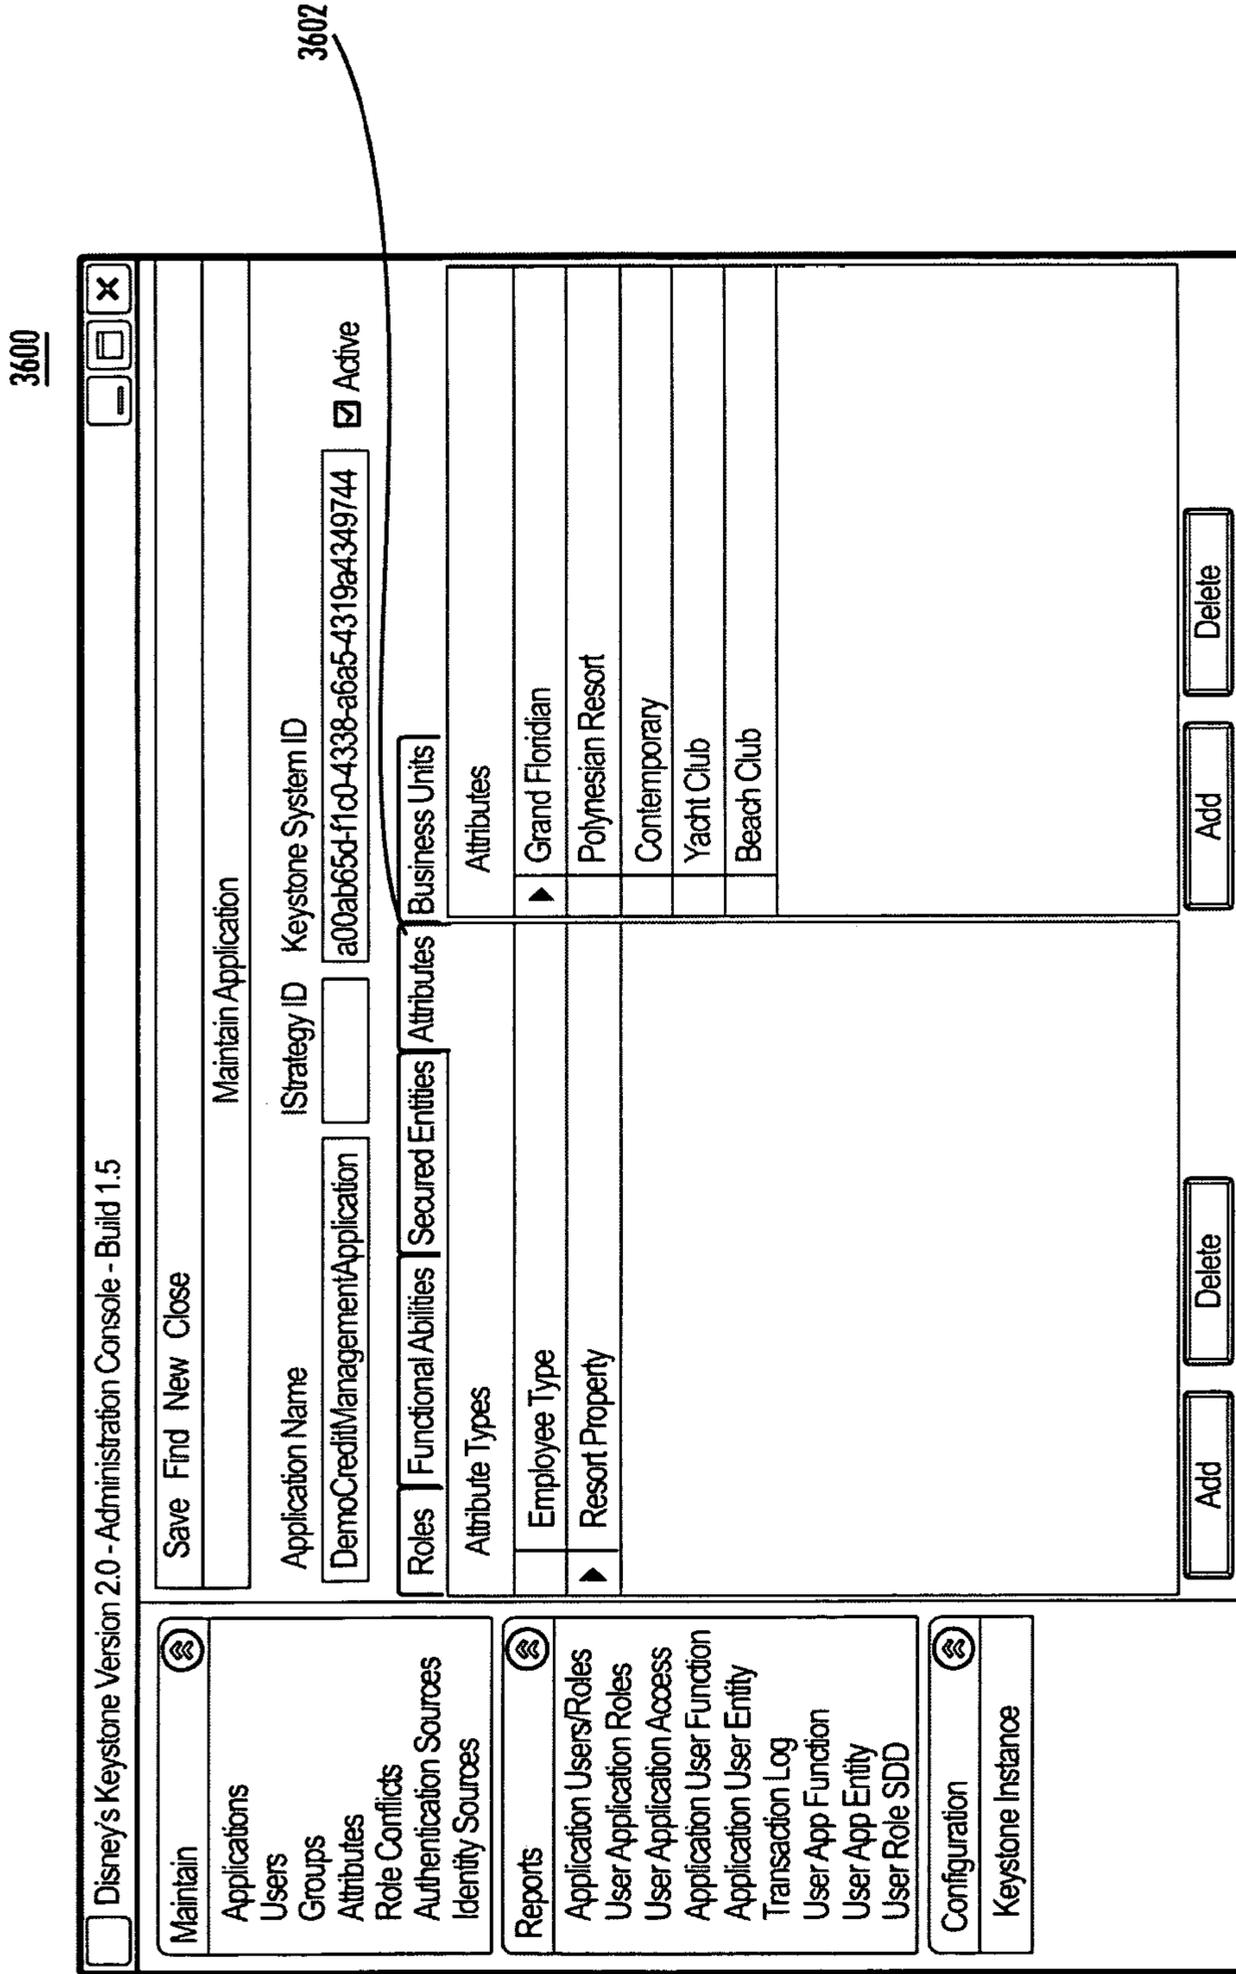 3600
3602
Disney's Keystone Version 2.0 - Administration Console - Build 1.5
Maintain
Applications
Users
Groups
Attributes
Role Conflicts
Authentication Sources
Identity Sources
Reports
Application Users/Roles
User Application Roles
User Application Access
Application User Function
Application User Entity
Transaction Log
User App Function
User App Entity
User Role SDD
Configuration
Keystone Instance
Save Find New Close
Maintain Application
Application Name IStrategy ID Keystone System ID
DemoCreditManagementApplication a00ab65d-f1c0-4338-a6a5-4319a4349744 Active
Roles Functional Abilities Secured Entities Attributes Business Units
Attribute Types
Employee Type
Resort Property
Add Delete
Attributes
Grand Floridian
Polynesian Resort
Contemporary
Yacht Club
Beach Club
Add Delete